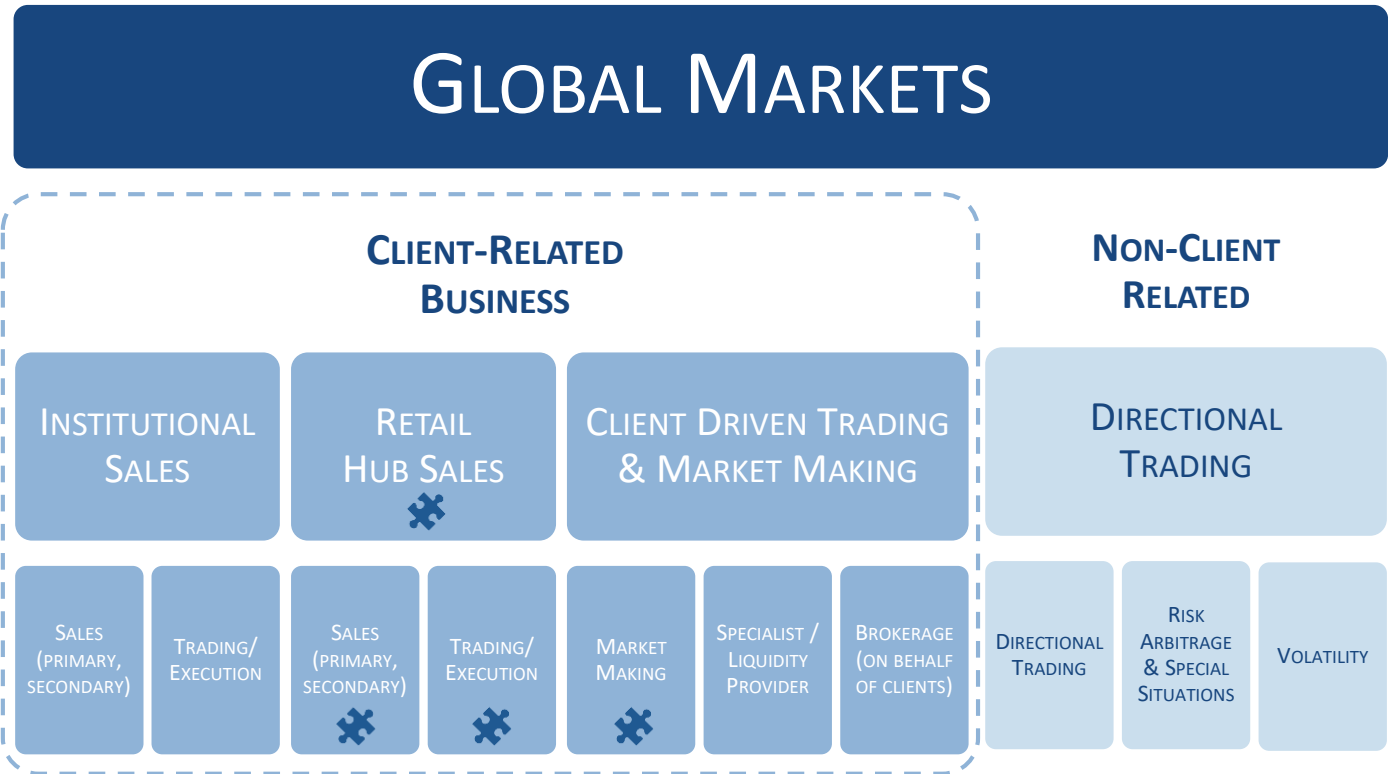 GLOBAL MARKETS
CLIENT-RELATED
BUSINESS
NON-CLIENT
RELATED
INSTITUTIONAL
SALES
RETAIL
HUB SALES
CLIENT DRIVEN TRADING
& MARKET MAKING
DIRECTIONAL
TRADING
SALES
(PRIMARY,
SECONDARY)
TRADING/
EXECUTION
SALES
(PRIMARY,
SECONDARY)
TRADING/
EXECUTION
MARKET
MAKING
SPECIALIST /
LIQUIDITY
PROVIDER
BROKERAGE
(ON BEHALF
OF CLIENTS)
DIRECTIONAL
TRADING
RISK
ARBITRAGE
& SPECIAL
SITUATIONS
VOLATILITY